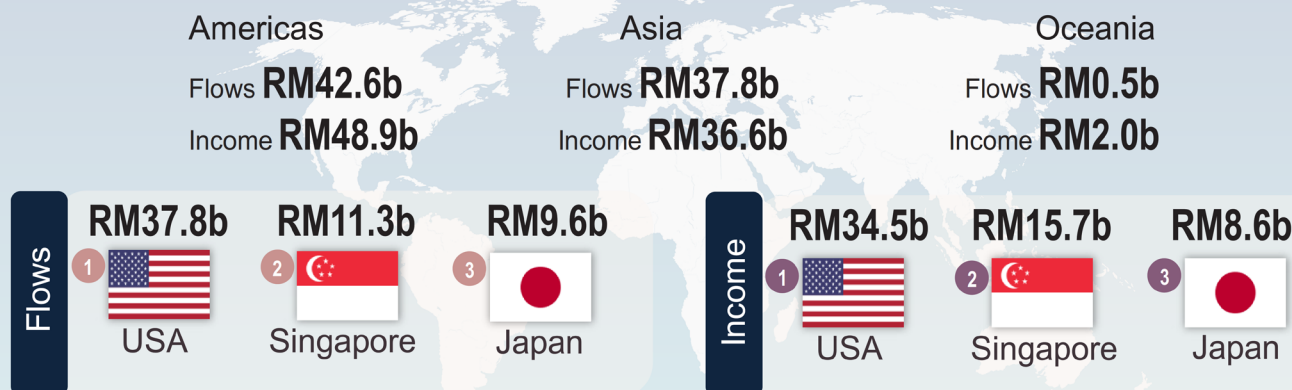 Americas
Flows RM42.6b
Income RM48.9b
Asia
Flows RM37.8b
Income RM36.6b
Oceania
Flows RM0.5b
Income RM2.0b
Flows
RM37.8b
1
USA
RM11.3b
2
Singapore
RM9.6b
3
Japan
Income
RM34.5b
1
USA
RM15.7b
2
Singapore
RM8.6b
3
Japan